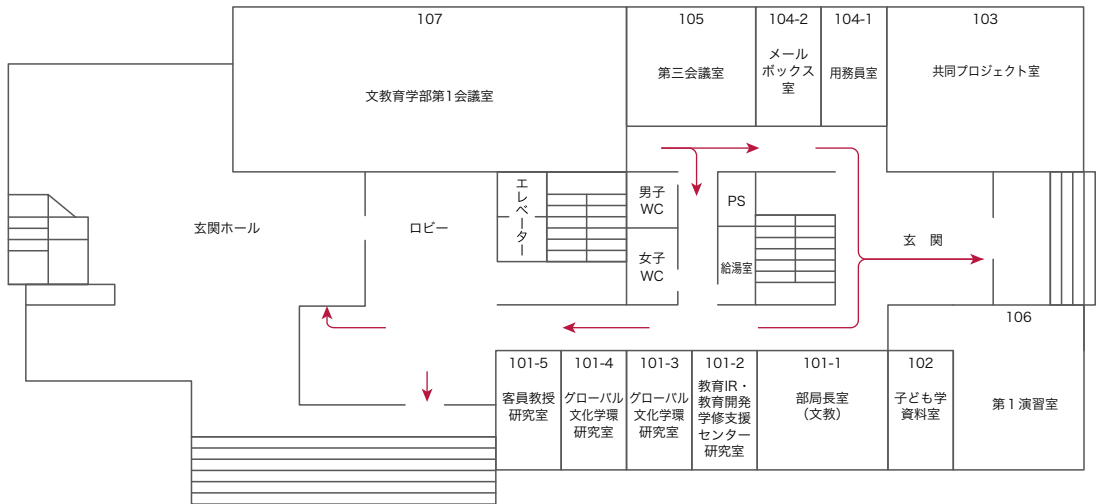 107
文教育学部第1会議室
105
第三会議室
104-2
メール
ボックス
室
104-1
用務員室
103
共同プロジェクト室
玄関ホール
ロビー
エレベーター
男子
WC
女子
WC
PS
給湯室
玄　関
101-5
客員教授
研究室
101-4
グローバル
文化学環
研究室
101-3
グローバル
文化学環
研究室
101-2
教育IR・
教育開発
学修支援
センター
研究室
101-1
部局長室
（文教）
102
子ども学
資料室
106
第１演習室